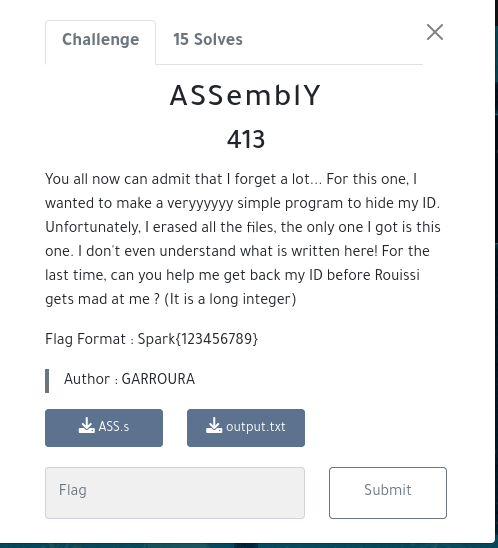 Challenge
15 Solves
ASSemblY
413
You all now can admit that I forget a lot... For this one, I
wanted to make a veryyyyyy simple program to hide my ID.
Unfortunately, I erased all the files, the only one I got is this
one. I don't even understand what is written here! For the
last time, can you help me get back my ID before Rouissi
gets mad at me ? (It is a long integer)
Flag Format : Spark{123456789}
Author : GARROURA
ASS.s
output.txt
Flag
Submit